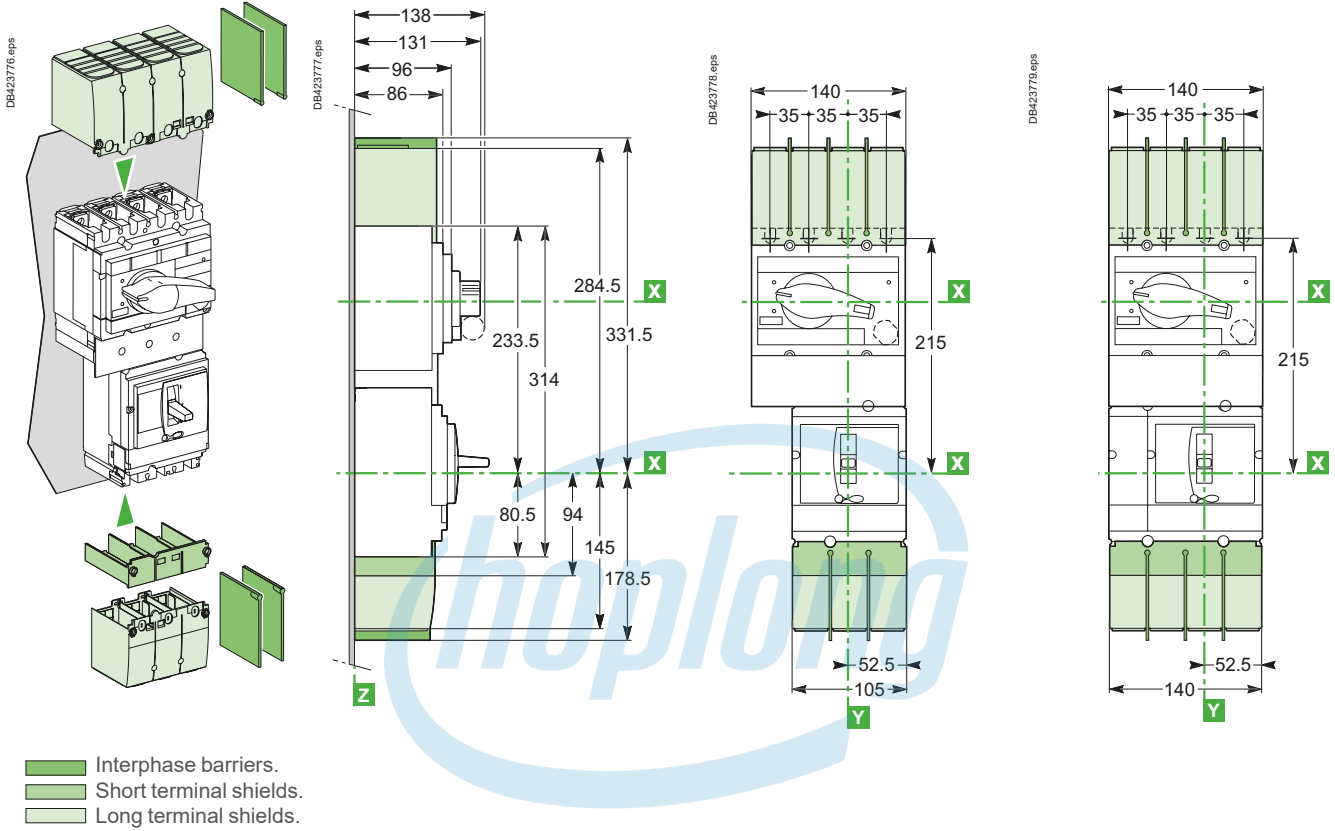 DB423776.eps
DB423777.eps
138
131
96
86
284.5
X
233.5
331.5
314
X
80.5
94
145
178.5
Z
DB423778.eps
140
35
35
35
X
215
X
52.5
105
Y
DB423779.eps
140
35
35
35
X
215
X
52.5
140
Y
hoplong
Interphase barriers.
Short terminal shields.
Long terminal shields.